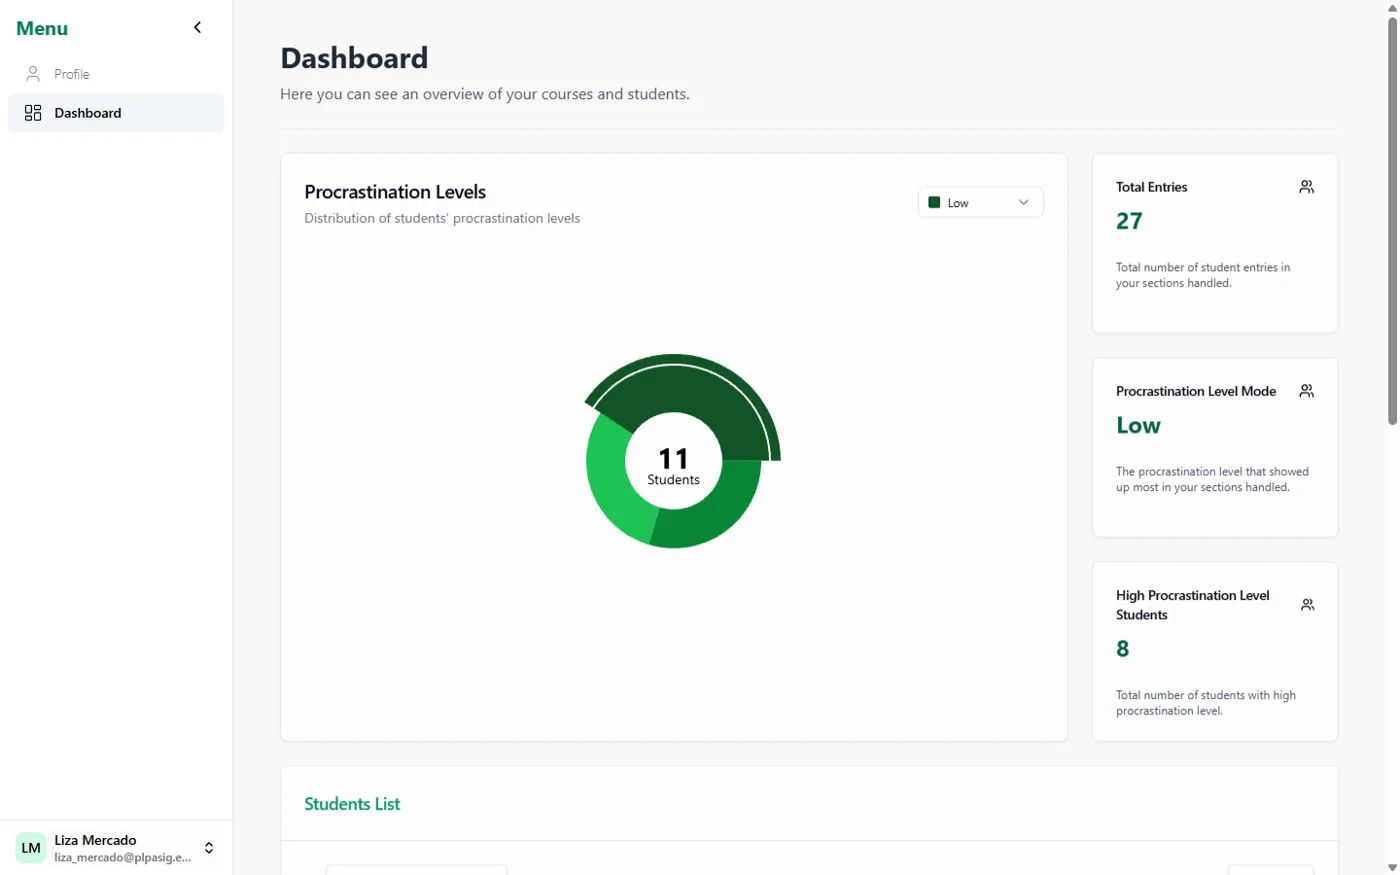 Menu
Profile
Dashboard
Dashboard
Here you can see an overview of your courses and students.
Procrastination Levels
Distribution of students' procrastination levels
Low
11
Students
Total Entries
27
Total number of student entries in
your sections handled.
Procrastination Level Mode
Low
The procrastination level that showed
up most in your sections handled.
High Procrastination Level
Students
8
Total number of students with high
procrastination level.
Students List
LM
Liza Mercado
liza_mercado@plpasig.e...